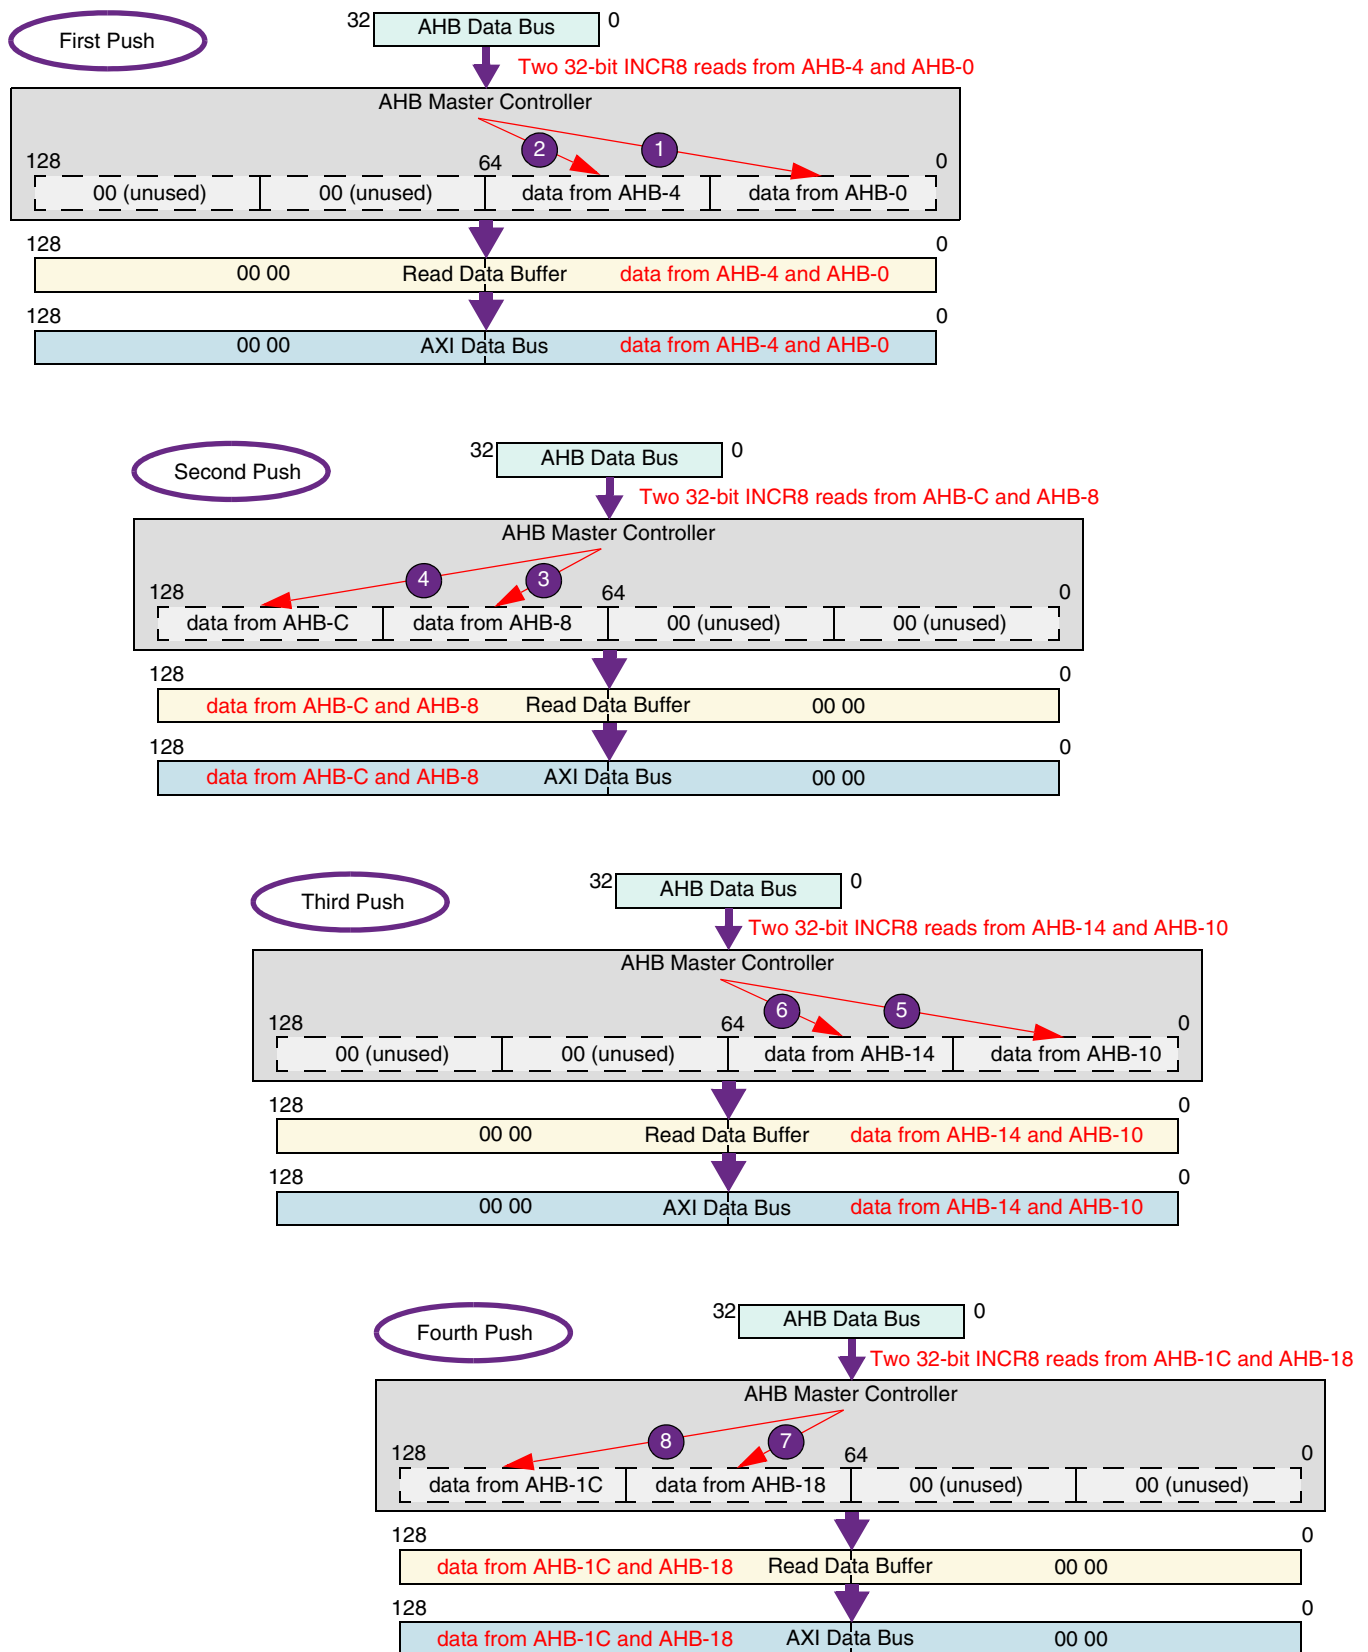 First Push
32 AHB Data Bus 0
Two 32-bit INCR8 reads from AHB-4 and AHB-0
AHB Master Controller
2 1
128 64 0
00 (unused) 00 (unused) data from AHB-4 data from AHB-0
128 0
00 00 Read Data Buffer data from AHB-4 and AHB-0
128 0
00 00 AXI Data Bus data from AHB-4 and AHB-0
Second Push
32 AHB Data Bus 0
Two 32-bit INCR8 reads from AHB-C and AHB-8
AHB Master Controller
4 3
128 64 0
data from AHB-C data from AHB-8 00 (unused) 00 (unused)
128 0
data from AHB-C and AHB-8 Read Data Buffer 00 00
128 0
data from AHB-C and AHB-8 AXI Data Bus 00 00
Third Push
32 AHB Data Bus 0
Two 32-bit INCR8 reads from AHB-14 and AHB-10
AHB Master Controller
6 5
128 64 0
00 (unused) 00 (unused) data from AHB-14 data from AHB-10
128 0
00 00 Read Data Buffer data from AHB-14 and AHB-10
128 0
00 00 AXI Data Bus data from AHB-14 and AHB-10
Fourth Push
32 AHB Data Bus 0
Two 32-bit INCR8 reads from AHB-1C and AHB-18
AHB Master Controller
8 7
128 64 0
data from AHB-1C data from AHB-18 00 (unused) 00 (unused)
128 0
data from AHB-1C and AHB-18 Read Data Buffer 00 00
128 0
data from AHB-1C and AHB-18 AXI Data Bus 00 00